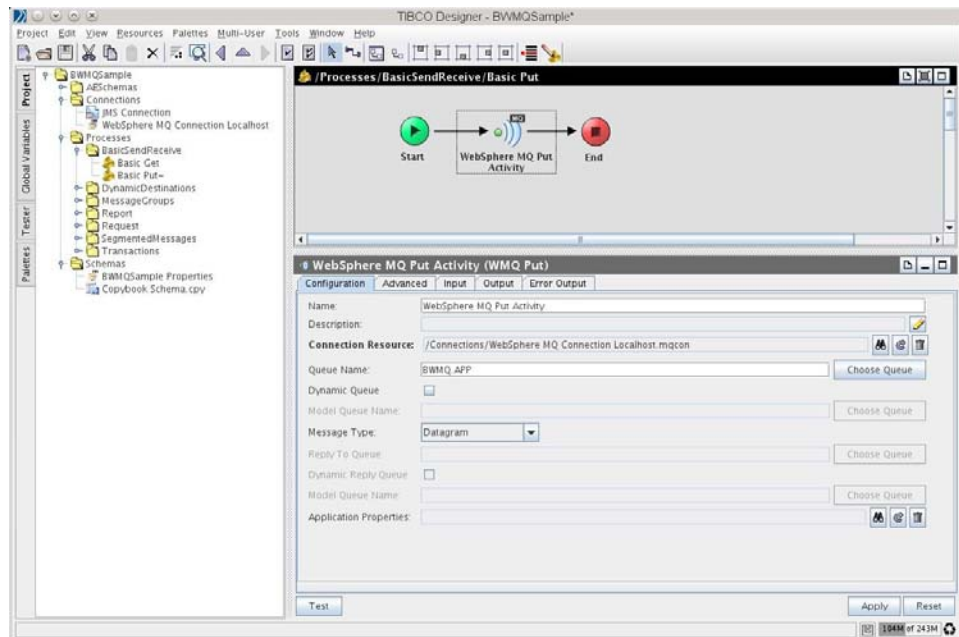 TIBCO Designer - BWMQSample*
Project Edit View Resources Palettes Multi-User Tools Window Help
Project
Global Variables
Tester
Palettes
BWMQSample
AESchemas
Connections
JMS Connection
WebSphere MQ Connection Localhost
Processes
BasicSendReceive
Basic Get
Basic Put~
DynamicDestinations
MessageGroups
Report
Request
SegmentedMessages
Transactions
Schemas
BWMQSample Properties
Copybook Schema.cpy
/Processes/BasicSendReceive/Basic Put
MQ
Start
WebSphere MQ Put
Activity
End
WebSphere MQ Put Activity (WMQ Put)
Configuration Advanced Input Output Error Output
Name: WebSphere MQ Put Activity
Description:
Connection Resource: /Connections/WebSphere MQ Connection Localhost.mqcon
Queue Name: BWMQ.APP Choose Queue
Dynamic Queue
Model Queue Name: Choose Queue
Message Type: Datagram
Reply To Queue Choose Queue
Dynamic Reply Queue
Model Queue Name Choose Queue
Application Properties:
Test Apply Reset
104M of 243M